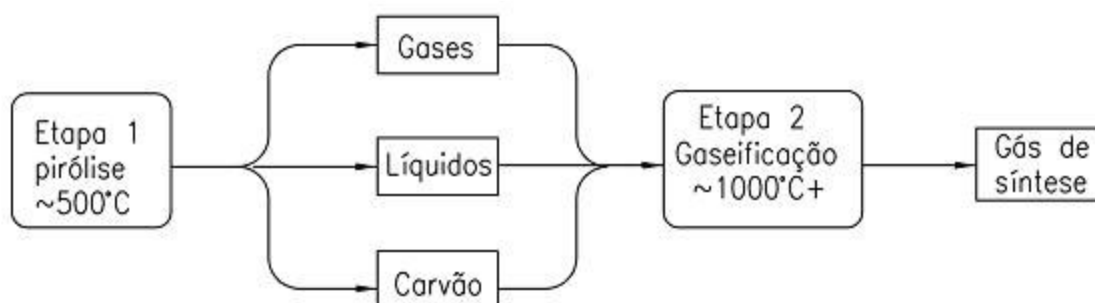 Etapa 1
pirólise
~500°C
Gases
Líquidos
Carvão
Etapa 2
Gaseificação
~1000°C+
Gás de
síntese